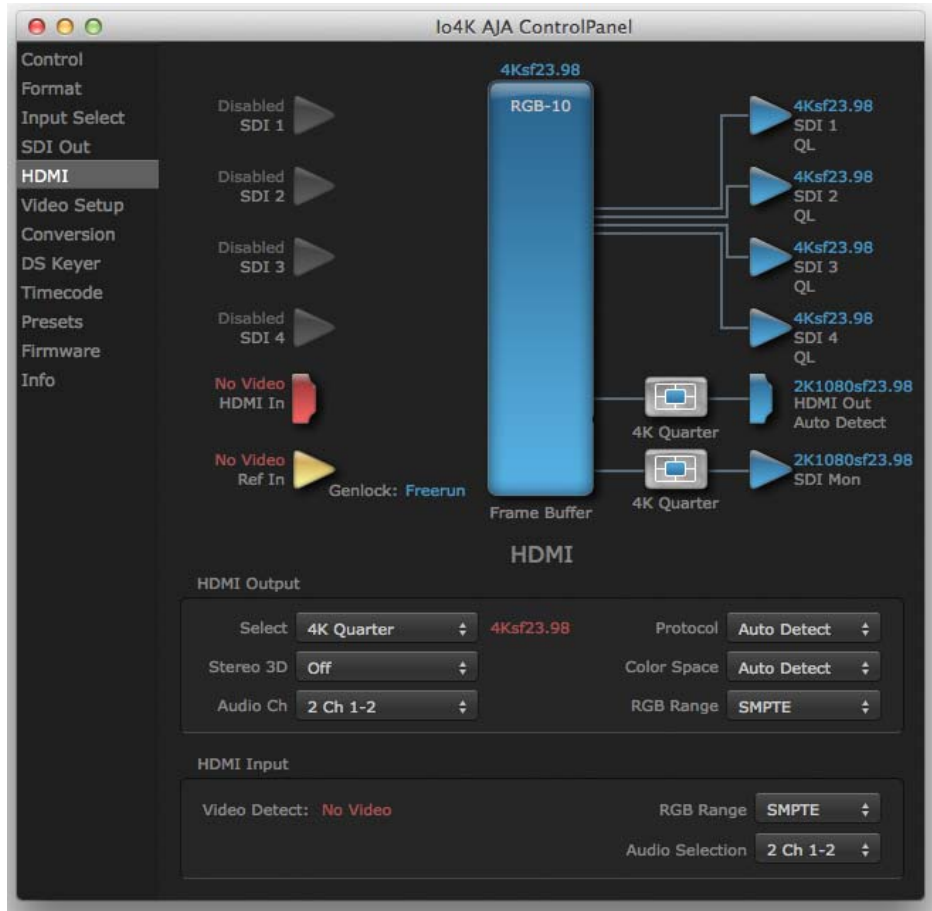 Io4K AJA ControlPanel
Control
Format
Input Select
SDI Out
HDMI
Video Setup
Conversion
DS Keyer
Timecode
Presets
Firmware
Info
4Ksf23.98
RGB-10
Disabled
SDI 1
Disabled
SDI 2
Disabled
SDI 3
Disabled
SDI 4
No Video
HDMI In
No Video
Ref In
Genlock: Freerun
Frame Buffer
4Ksf23.98
SDI 1
QL
4Ksf23.98
SDI 2
QL
4Ksf23.98
SDI 3
QL
4Ksf23.98
SDI 4
QL
4K Quarter
2K1080sf23.98
HDMI Out
Auto Detect
4K Quarter
2K1080sf23.98
SDI Mon
HDMI
HDMI Output
Select 4K Quarter 4Ksf23.98 Protocol Auto Detect
Stereo 3D Off Color Space Auto Detect
Audio Ch 2 Ch 1-2 RGB Range SMPTE
HDMI Input
Video Detect: No Video RGB Range SMPTE
Audio Selection 2 Ch 1-2